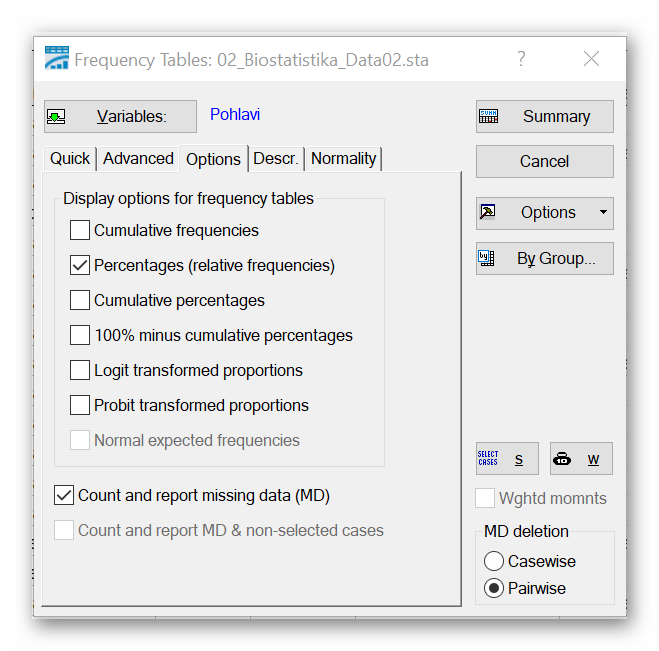 Frequency Tables: 02_Biostatistika_Data02.sta
?
Variables:
Pohlavi
Summary
Quick
Advanced
Options
Descr.
Normality
Cancel
Display options for frequency tables
Cumulative frequencies
Percentages (relative frequencies)
Cumulative percentages
100% minus cumulative percentages
Logit transformed proportions
Probit transformed proportions
Normal expected frequencies
Count and report missing data (MD)
Count and report MD & non-selected cases
Options
By Group...
SELECT
CASES
S
W
Wghtd momnts
MD deletion
Casewise
Pairwise